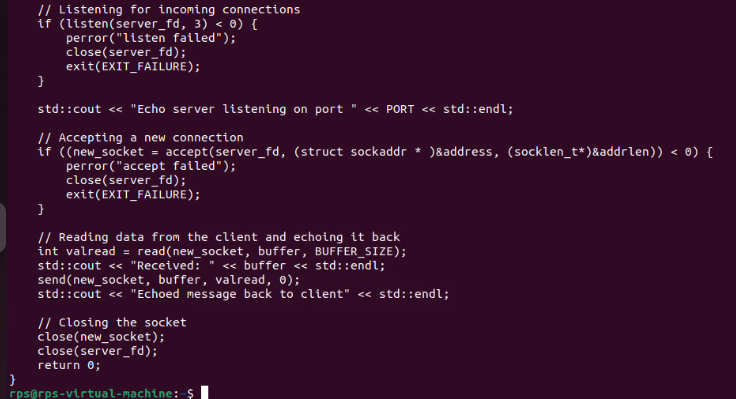 // Listening for incoming connections
if (listen(server_fd, 3) < 0) {
perror("listen failed");
close(server_fd);
exit(EXIT_FAILURE);
}
std::cout << "Echo server listening on port " << PORT << std::endl;
// Accepting a new connection
if ((new_socket = accept(server_fd, (struct sockaddr * )&address, (socklen_t*)&addrlen)) < 0) {
perror("accept failed");
close(server_fd);
exit(EXIT_FAILURE);
}
// Reading data from the client and echoing it back
int valread = read(new_socket, buffer, BUFFER_SIZE);
std::cout << "Received: " << buffer << std::endl;
send(new_socket, buffer, valread, 0);
std::cout << "Echoed message back to client" << std::endl;
// Closing the socket
close(new_socket);
close(server_fd);
return 0;
}
rps@rps-virtual-machine:~$